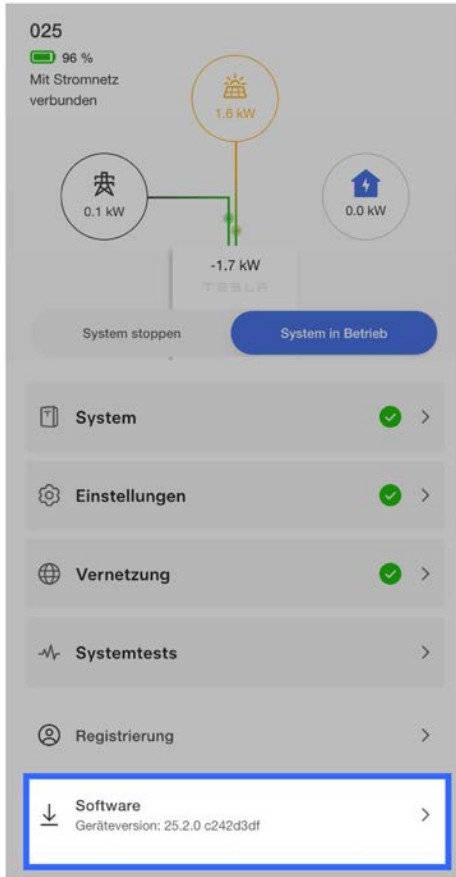 025
96 %
Mit Stromnetz
verbunden
1.6 kW
0.1 kW
0.0 kW
-1.7 kW
TESLA
System stoppen
System in Betrieb
System
Einstellungen
Vernetzung
Systemtests
Registrierung
Software
Geräteversion: 25.2.0 c242d3df